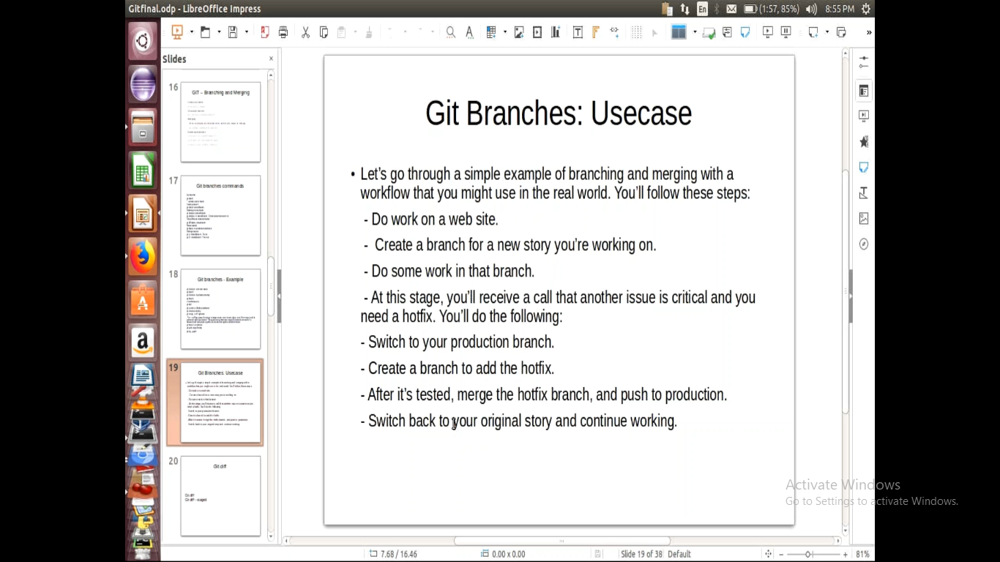 Gitfinal.odp - LibreOffice Impress
En
(1:57, 85%)
8:55 PM
Slides
16
GIT – Branching and Merging
17
Git branches commands
18
Git branches - Example
19
Git Branches: Usecase
20
Git diff
Git diff
Git diff --staged
Git Branches: Usecase
• Let's go through a simple example of branching and merging with a
workflow that you might use in the real world. You'll follow these steps:
- Do work on a web site.
- Create a branch for a new story you're working on.
- Do some work in that branch.
- At this stage, you'll receive a call that another issue is critical and you
need a hotfix. You'll do the following:
- Switch to your production branch.
- Create a branch to add the hotfix.
- After it's tested, merge the hotfix branch, and push to production.
- Switch back to your original story and continue working.
Activate Windows
Go to Settings to activate Windows.
7.68 / 16.46
0.00 x 0.00
Slide 19 of 38
Default
81%